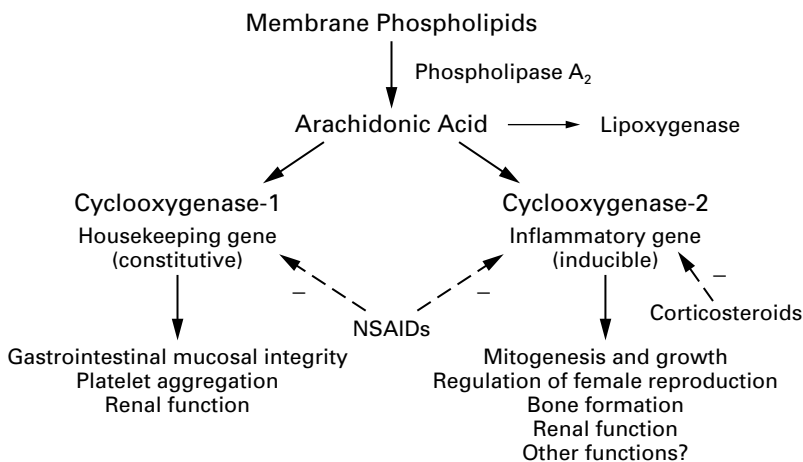 Membrane Phospholipids
Phospholipase A₂
Arachidonic Acid
Lipoxygenase
Cyclooxygenase-1
Housekeeping gene
(constitutive)
Cyclooxygenase-2
Inflammatory gene
(inducible)
–
–
–
NSAIDs
Corticosteroids
Gastrointestinal mucosal integrity
Platelet aggregation
Renal function
Mitogenesis and growth
Regulation of female reproduction
Bone formation
Renal function
Other functions?